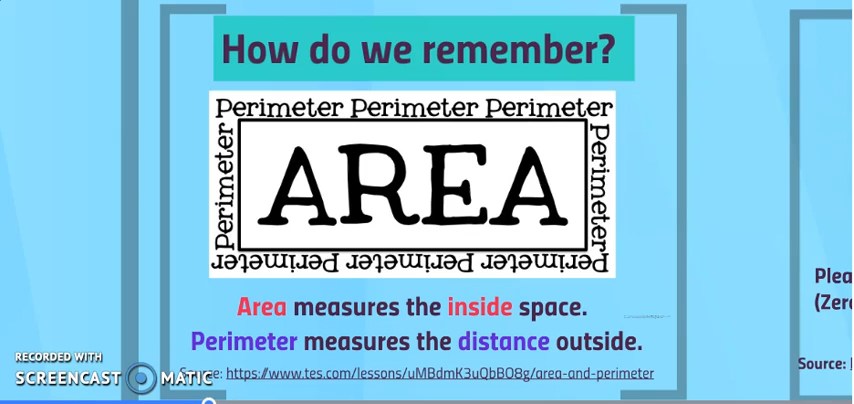 How do we remember?
Perimeter Perimeter Perimeter
Perimeter
AREA
Perimeter
Perimeter Perimeter Perimeter
Area measures the inside space.
Perimeter measures the distance outside.
Source: https://www.tes.com/lessons/uMBdmK3uQbBO8g/area-and-perimeter
RECORDED WITH
SCREENCAST MATIC
Source: